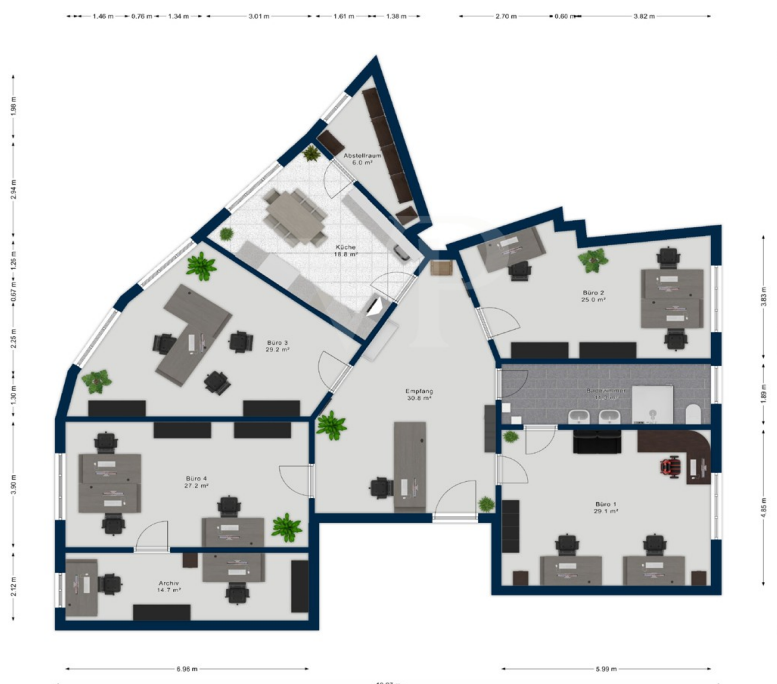 1.46 m
0.76 m
1.34 m
3.01 m
1.61 m
1.38 m
2.70 m
0.60 m
3.82 m
1.98 m
2.94 m
1.26 m
0.67 m
2.25 m
1.30 m
3.90 m
2.12 m
Abstellraum
6.0 m²
Küche
18.8 m²
Büro 2
25.0 m²
Büro 3
29.2 m²
Empfang
30.8 m²
Büro 4
27.2 m²
Büro 1
29.1 m²
Archiv
14.7 m²
3.83 m
1.89 m
4.85 m
6.96 m
5.99 m